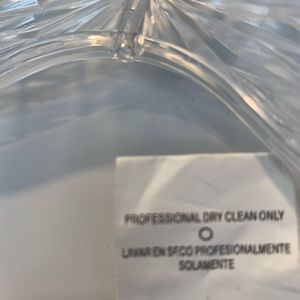 PROFESSIONAL DRY CLEAN ONLY
LAVAR EN SECO PROFESIONALMENTE
SOLAMENTE